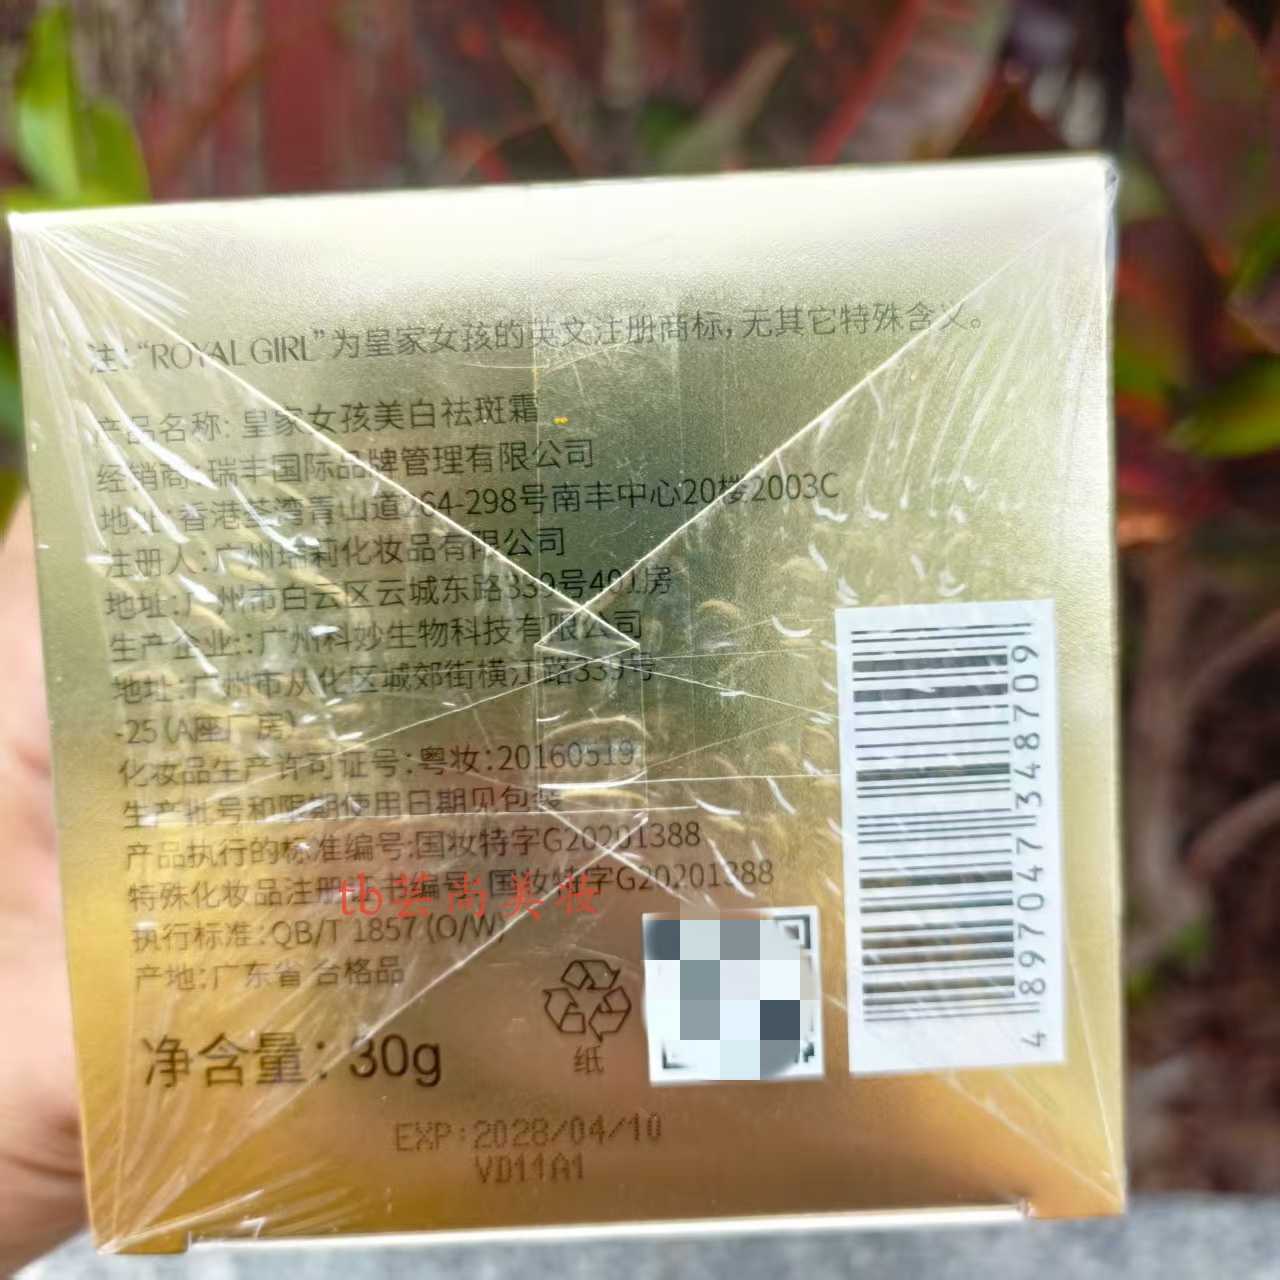 注:“ROYAL GIRL”为皇家女孩的英文注册商标,无其它特殊含义。
产品名称: 皇家女孩美白祛斑霜
经销商:瑞丰国际品牌管理有限公司
地址:香港荃湾青山道264-298号南丰中心20楼2003C
注册人:广州瑞莉化妆品有限公司
地址:广州市白云区云城东路339号401房
生产企业::广州科妙生物科技有限公司
地址:广州市从化区城郊街横江路339号
-25(A座厂房)
化妆品生产许可证号:粤妆:20160519
生产批号和限期使用日期见包装
产品执行的标准编号:国妆特字G20201388
特殊化妆品注册证书编号:国妆特字G20201388
tb芸尚美妆
执行标准:QB/T 1857 (O/W)
产地:广东省 合格品
净含量: 30g
纸
EXP:2028/04/10
VD11A1
4 897047 348709